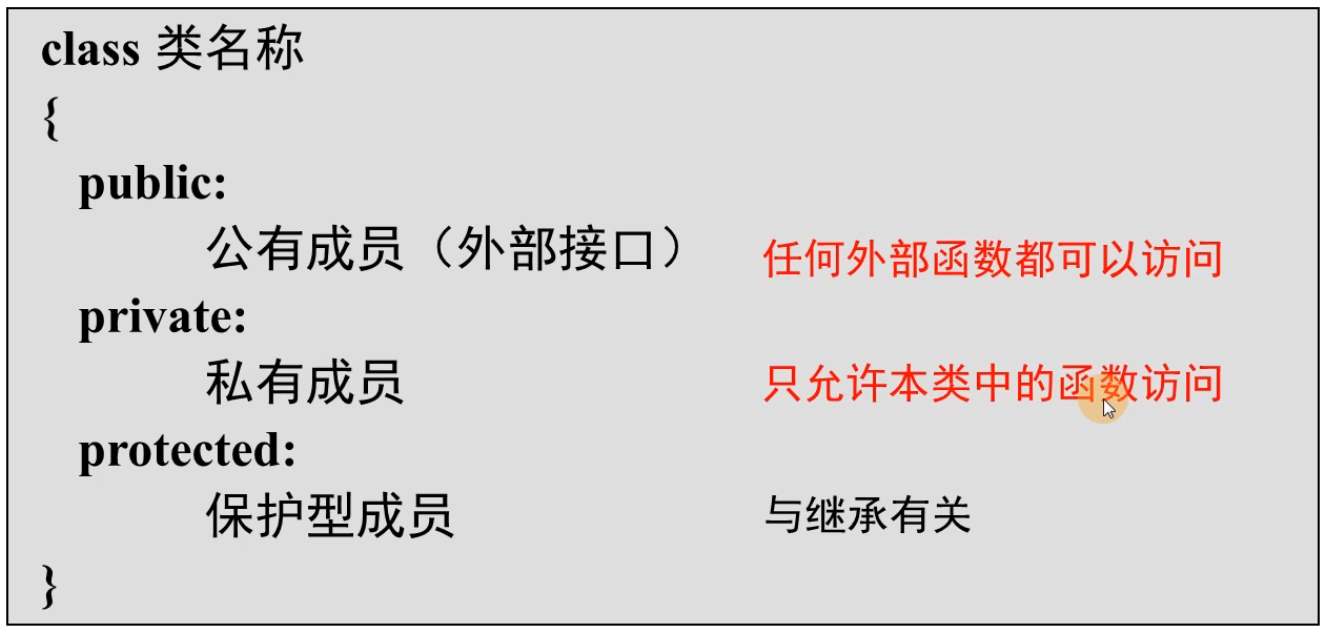 class 类名称
{
public:
公有成员（外部接口） 任何外部函数都可以访问
private:
私有成员 只允许本类中的函数访问
protected:
保护型成员 与继承有关
}